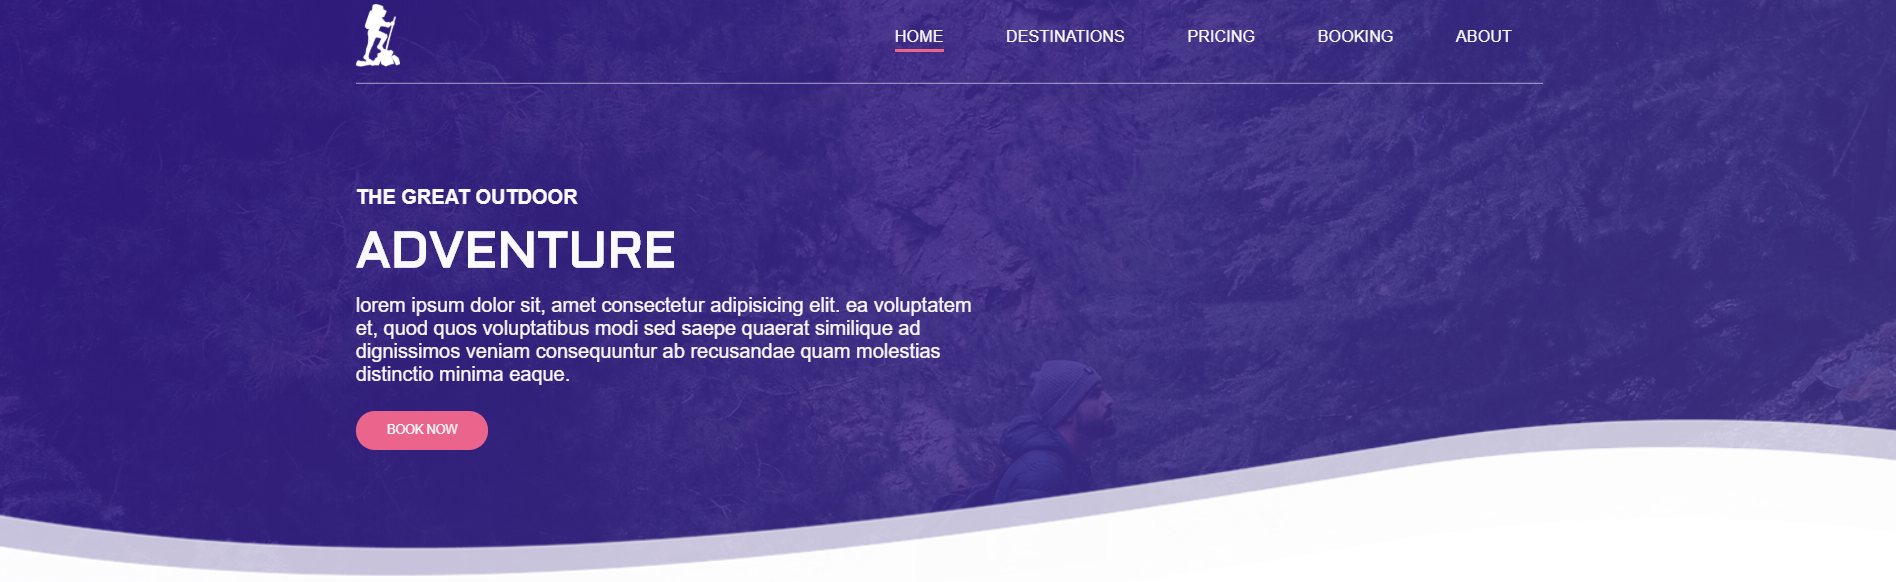 HOME DESTINATIONS PRICING BOOKING ABOUT
THE GREAT OUTDOOR
ADVENTURE
lorem ipsum dolor sit, amet consectetur adipisicing elit. ea voluptatem
et, quod quos voluptatibus modi sed saepe quaerat similique ad
dignissimos veniam consequuntur ab recusandae quam molestias
distinctio minima eaque.
BOOK NOW